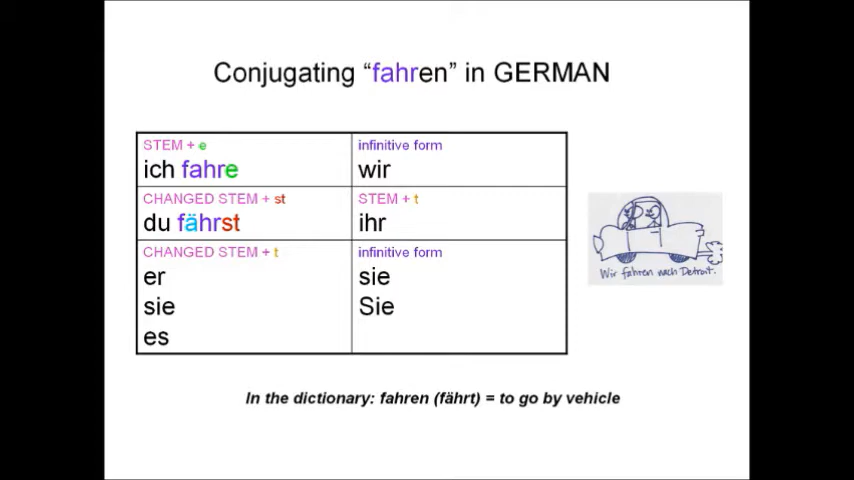 Conjugating “fahren” in GERMAN
STEM + e
ich fahre
infinitive form
wir
CHANGED STEM + st
du fährst
STEM + t
ihr
CHANGED STEM + t
er
sie
es
infinitive form
sie
Sie
Wir fahren nach Detroit.
In the dictionary: fahren (fährt) = to go by vehicle